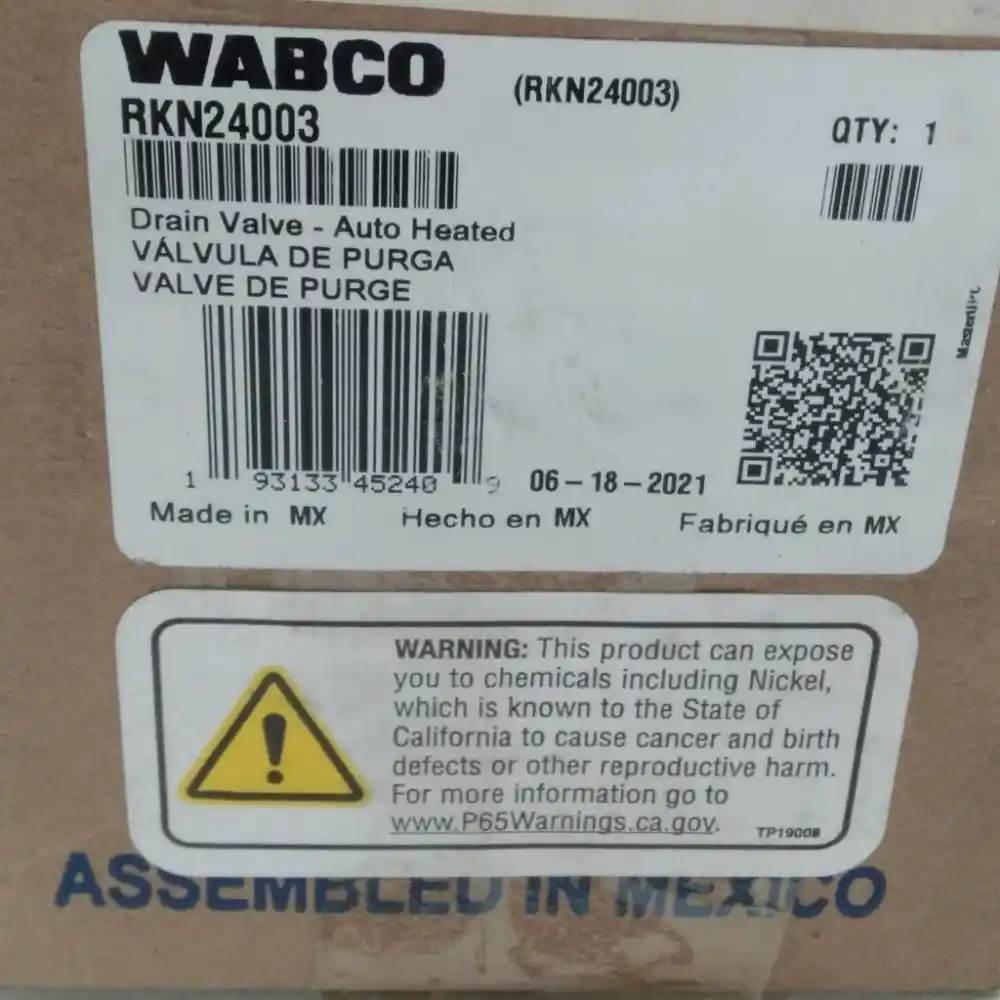 WABCO
(RKN24003)
RKN24003
QTY: 1
Drain Valve - Auto Heated
VÁLVULA DE PURGA
VALVE DE PURGE
MasterUPC
1 93133 45240 9
06-18-2021
Made in MX
Hecho en MX
Fabriqué en MX
WARNING: This product can expose
you to chemicals including Nickel,
which is known to the State of
California to cause cancer and birth
defects or other reproductive harm.
For more information go to
www.P65Warnings.ca.gov.
TP19008
ASSEMBLED IN MEXICO